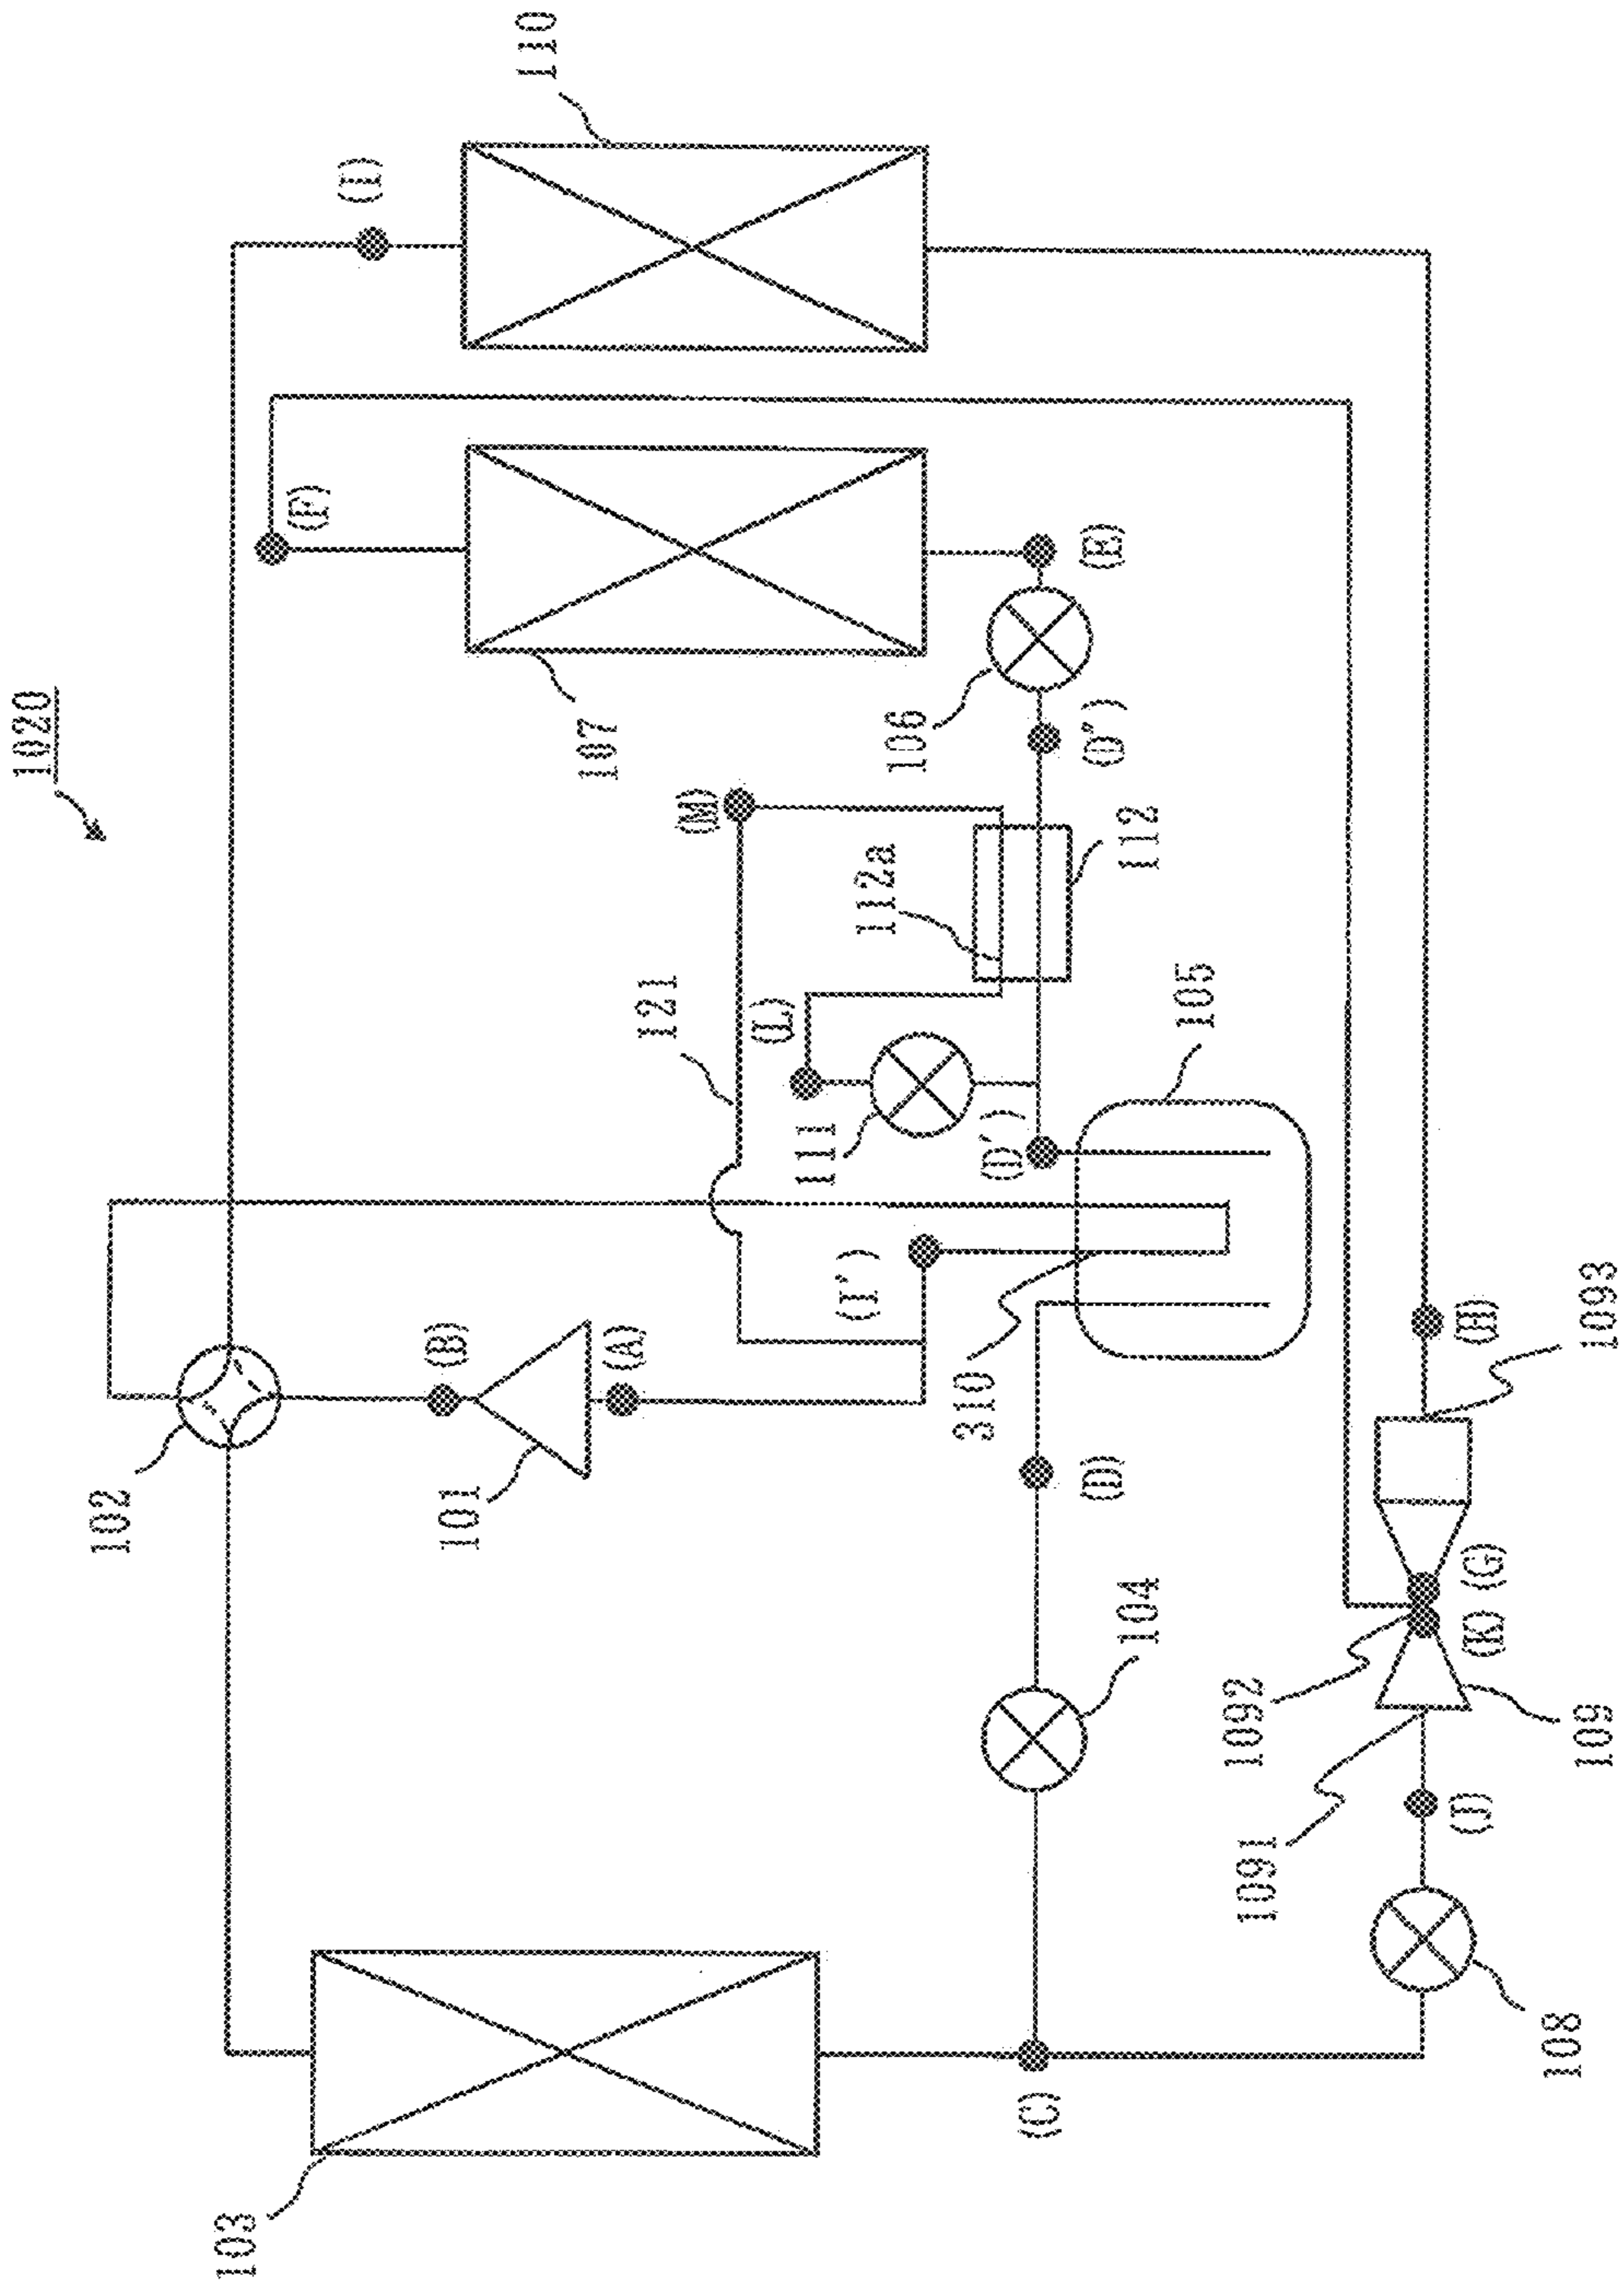 1020
102
103
(F)
(I)
(B)
101
110
107
(A)
121
(M)
(L)
111
(I')
112a
106
310
(D')
(C)
(D)
(D")
(E)
104
112
105
1091
1092
(J)
(K) (G)
(H)
108
109
1093